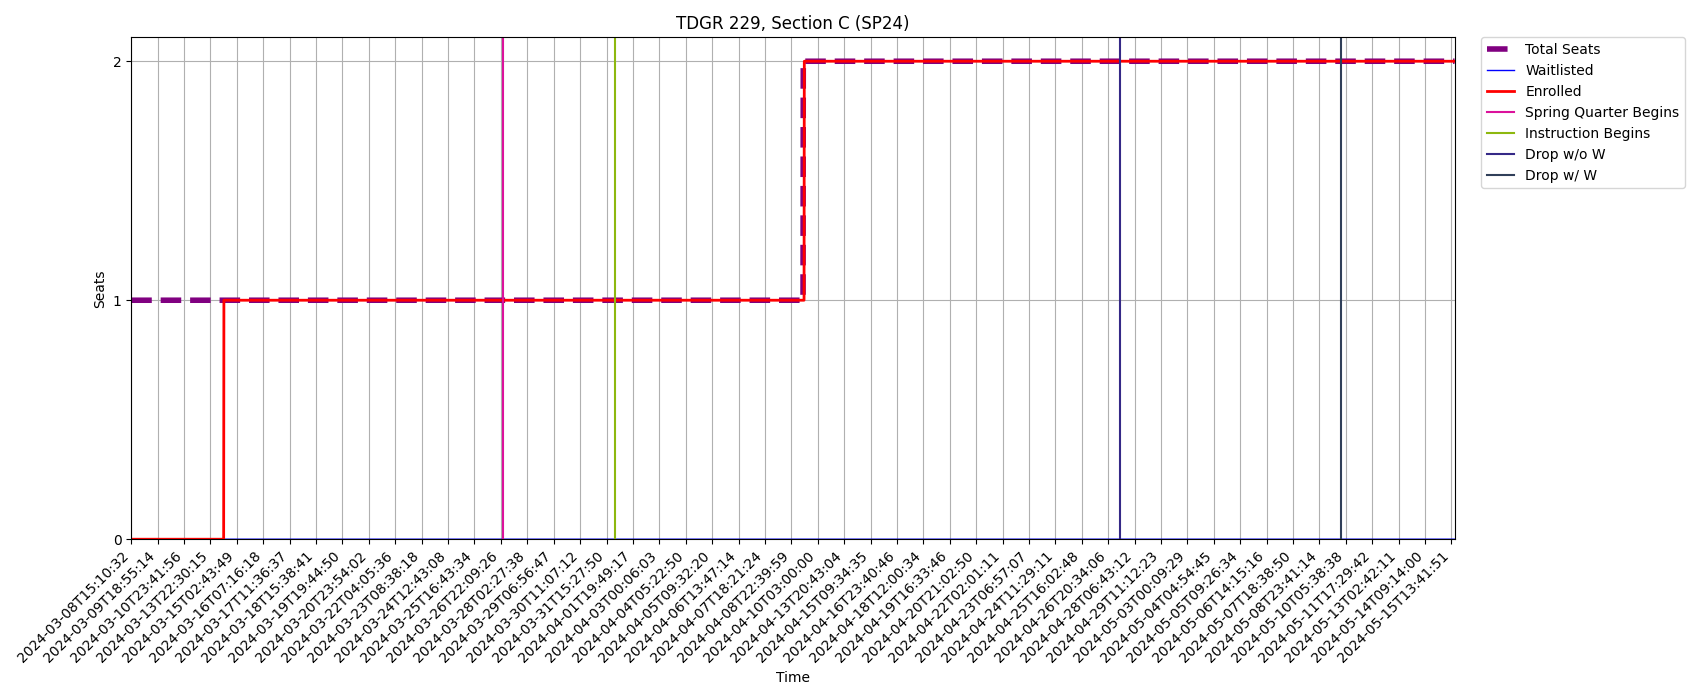 TDGR 229, Section C (SP24)
Total Seats
Waitlisted
Enrolled
Spring Quarter Begins
Instruction Begins
Drop w/o W
Drop w/ W
Seats
2
1
0
2024-03-08T15:10:32
2024-03-09T18:55:14
2024-03-10T23:41:56
2024-03-13T22:30:15
2024-03-15T02:43:49
2024-03-16T07:16:18
2024-03-17T11:36:37
2024-03-18T15:38:41
2024-03-19T19:44:50
2024-03-20T23:54:02
2024-03-22T04:05:36
2024-03-23T08:38:18
2024-03-24T12:43:08
2024-03-25T16:43:34
2024-03-26T22:09:26
2024-03-28T02:27:38
2024-03-29T06:56:47
2024-03-30T11:07:12
2024-03-31T15:27:50
2024-04-01T19:49:17
2024-04-03T00:06:03
2024-04-04T05:22:50
2024-04-05T09:32:20
2024-04-06T13:47:14
2024-04-07T18:21:24
2024-04-08T22:39:59
2024-04-10T03:00:00
2024-04-13T20:43:04
2024-04-15T09:34:35
2024-04-16T23:40:46
2024-04-18T12:00:34
2024-04-19T16:33:46
2024-04-20T21:02:50
2024-04-22T02:01:11
2024-04-23T06:57:07
2024-04-24T11:29:11
2024-04-25T16:02:48
2024-04-26T20:34:06
2024-04-28T06:43:12
2024-04-29T11:12:23
2024-05-03T00:09:29
2024-05-04T04:54:45
2024-05-05T09:26:34
2024-05-06T14:15:16
2024-05-07T18:38:50
2024-05-08T23:41:14
2024-05-10T05:38:38
2024-05-11T17:29:42
2024-05-13T02:42:11
2024-05-14T09:14:00
2024-05-15T13:41:51
Time